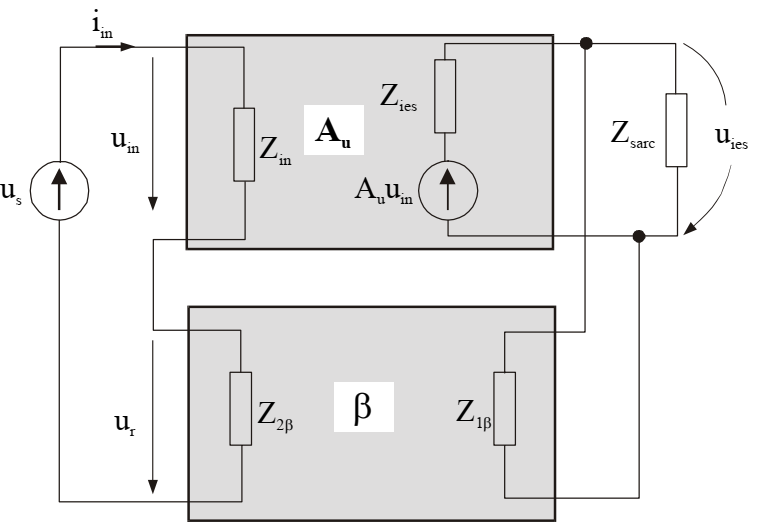 i_in
u_in
Z_in
A_u
Z_ies
A_u u_in
Z_sarc
u_ies
u_s
u_r
Z_2β
β
Z_1β